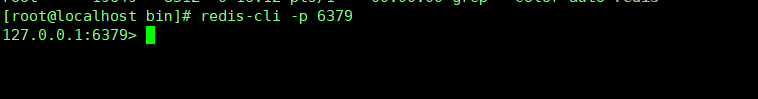 [root@localhost bin]# redis-cli -p 6379
127.0.0.1:6379>